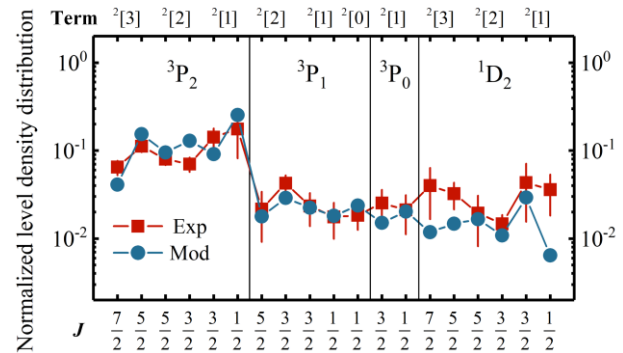 Term ²[3] ²[2] ²[1] ²[2] ²[1] ²[0] ²[1] ²[3] ²[2] ²[1]
Normalized level density distribution
10⁰ ³P₂ ³P₁ ³P₀ ¹D₂ 10⁰
10⁻¹ 10⁻¹
Exp
10⁻² 10⁻²
Mod
J 7/2 5/2 5/2 3/2 3/2 1/2 5/2 3/2 3/2 1/2 1/2 3/2 1/2 7/2 5/2 5/2 3/2 3/2 1/2